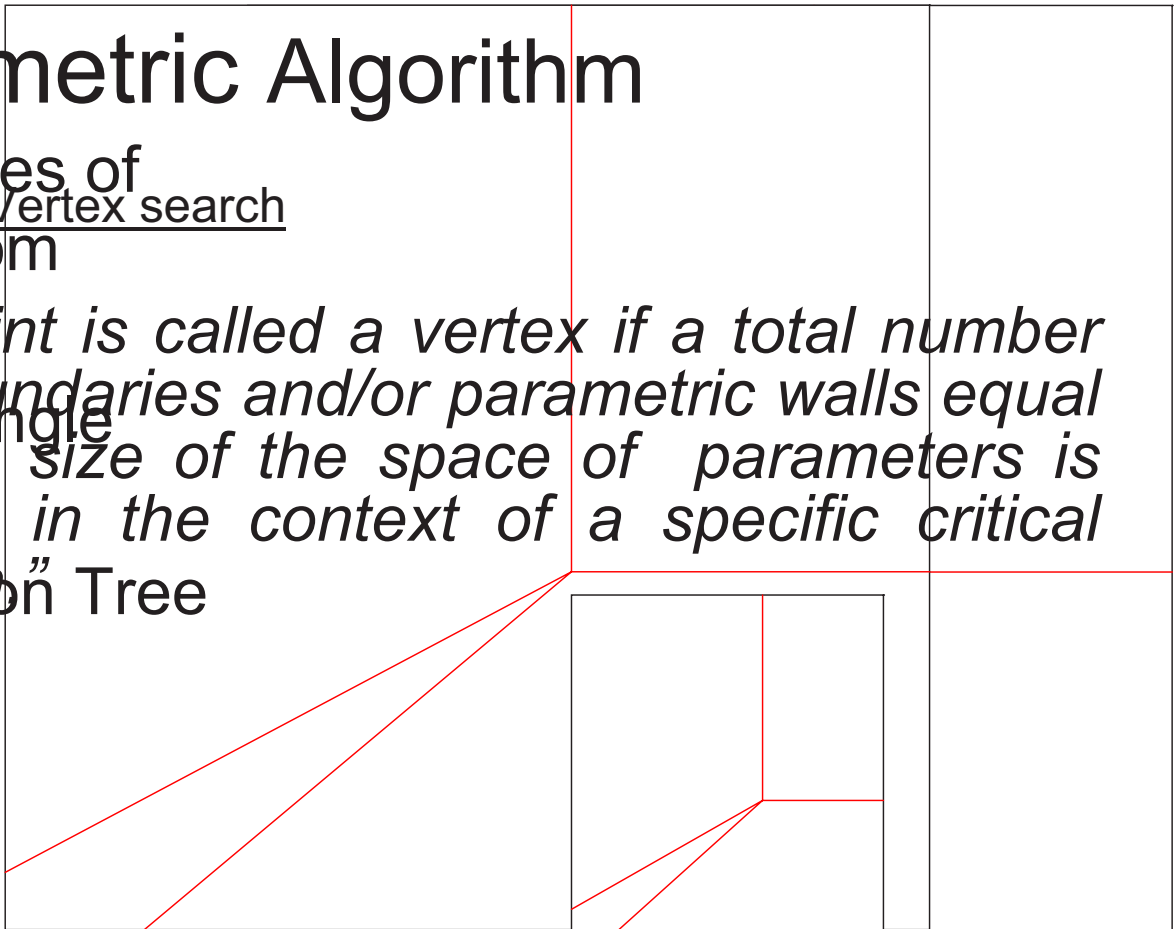 metric Algorithm
es of
Vertex search
om
int is called a vertex if a total number
undaries and/or parametric walls equal
ngle
size of the space of parameters is
in the context of a specific critical
”
on Tree